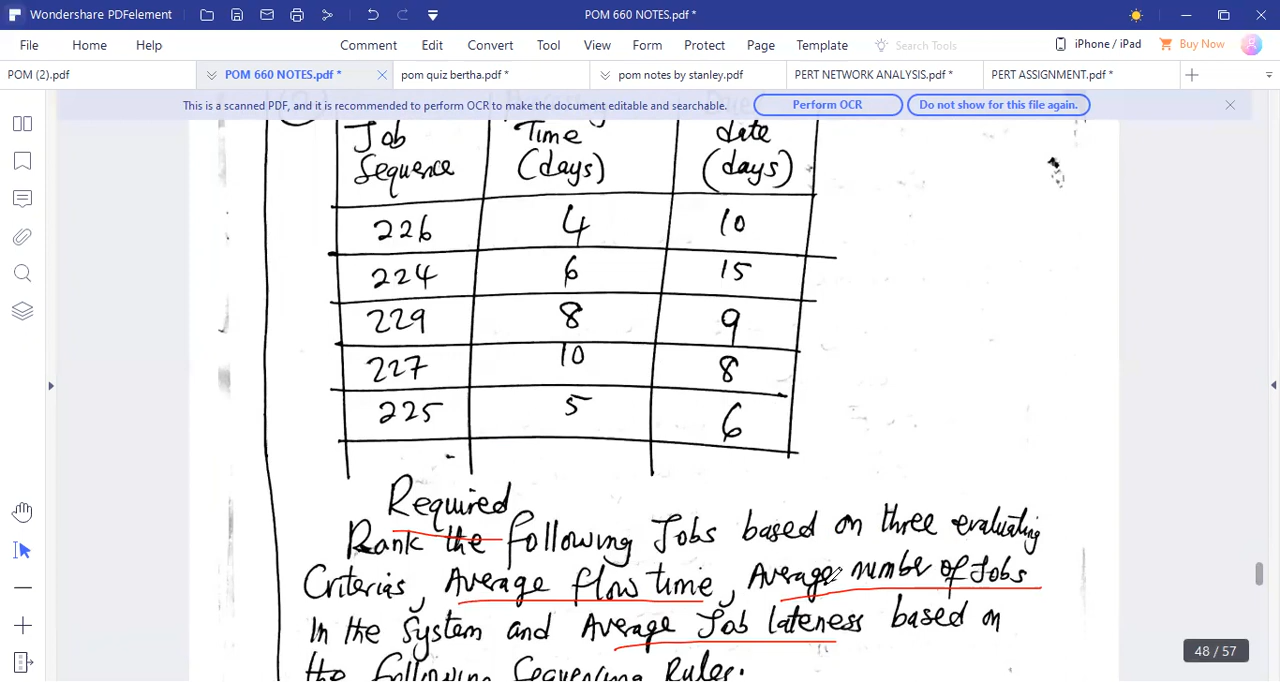 Wondershare PDFelement
POM 660 NOTES.pdf *
File Home Help Comment Edit Convert Tool View Form Protect Page Template Search Tools iPhone / iPad Buy Now
POM (2).pdf POM 660 NOTES.pdf * pom quiz bertha.pdf * pom notes by stanley.pdf PERT NETWORK ANALYSIS.pdf * PERT ASSIGNMENT.pdf *
This is a scanned PDF, and it is recommended to perform OCR to make the document editable and searchable. Perform OCR Do not show for this file again.
Job Time date
Sequence (days) (days)
226 4 10
224 6 15
229 8 9
227 10 8
225 5 6
Required
Rank the following Jobs based on three evaluating
Criterias, Average flow time, Average number of Jobs
In the System and Average Job lateness based on
the following Sequencing Rules.
48 / 57